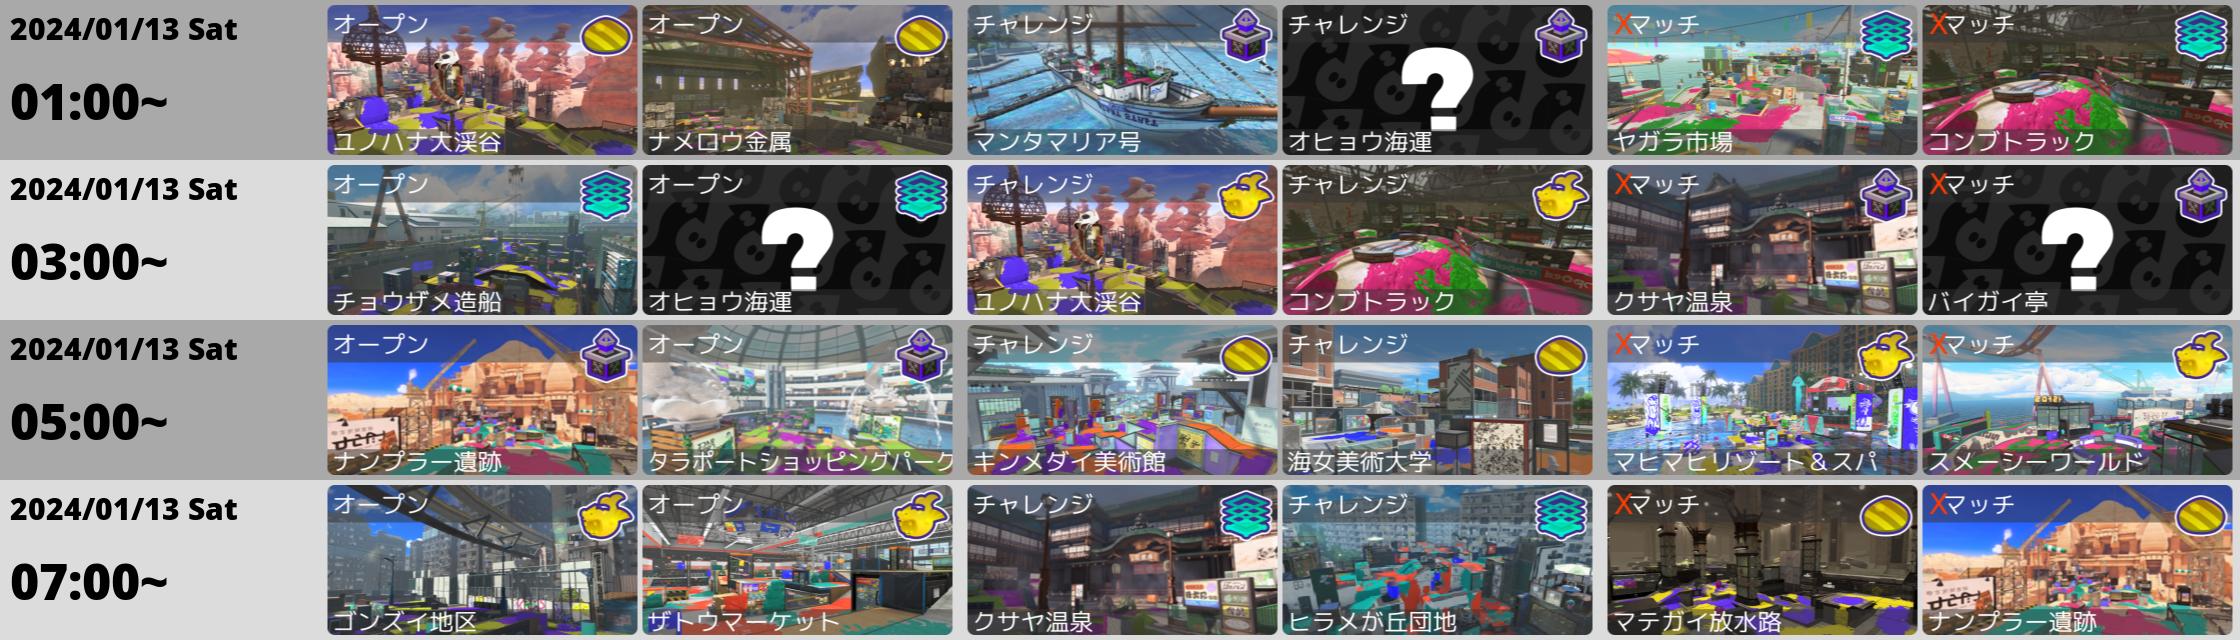 2024/01/13 Sat
01:00~
オープン
ユノハナ大渓谷
オープン
ナメロウ金属
チャレンジ
マンタマリア号
チャレンジ
?
オヒョウ海運
Xマッチ
ヤガラ市場
Xマッチ
コンブトラック
2024/01/13 Sat
03:00~
オープン
チョウザメ造船
オープン
?
オヒョウ海運
チャレンジ
ユノハナ大渓谷
チャレンジ
コンブトラック
Xマッチ
クサヤ温泉
Xマッチ
?
バイガイ亭
2024/01/13 Sat
05:00~
オープン
ナンプラー遺跡
オープン
タラポートショッピングパーク
チャレンジ
キンメダイ美術館
チャレンジ
海女美術大学
Xマッチ
マヒマヒリゾート＆スパ
Xマッチ
スメーシーワールド
2024/01/13 Sat
07:00~
オープン
ゴンズイ地区
オープン
ザトウマーケット
チャレンジ
クサヤ温泉
チャレンジ
ヒラメが丘団地
Xマッチ
マテガイ放水路
Xマッチ
ナンプラー遺跡